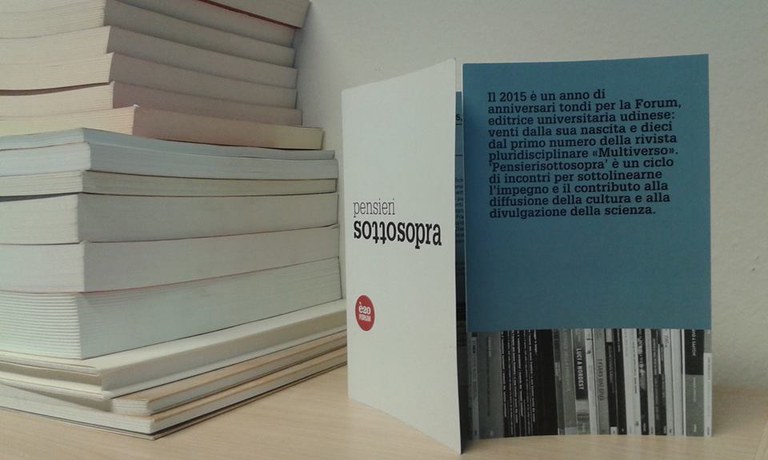 pensieri
sottosopra
è20
FORUM
Il 2015 è un anno di
anniversari tondi per la Forum,
editrice universitaria udinese:
venti dalla sua nascita e dieci
dal primo numero della rivista
pluridisciplinare «Multiverso».
'Pensierisottosopra' è un ciclo
di incontri per sottolinearne
l'impegno e il contributo alla
diffusione della cultura e alla
divulgazione della scienza.